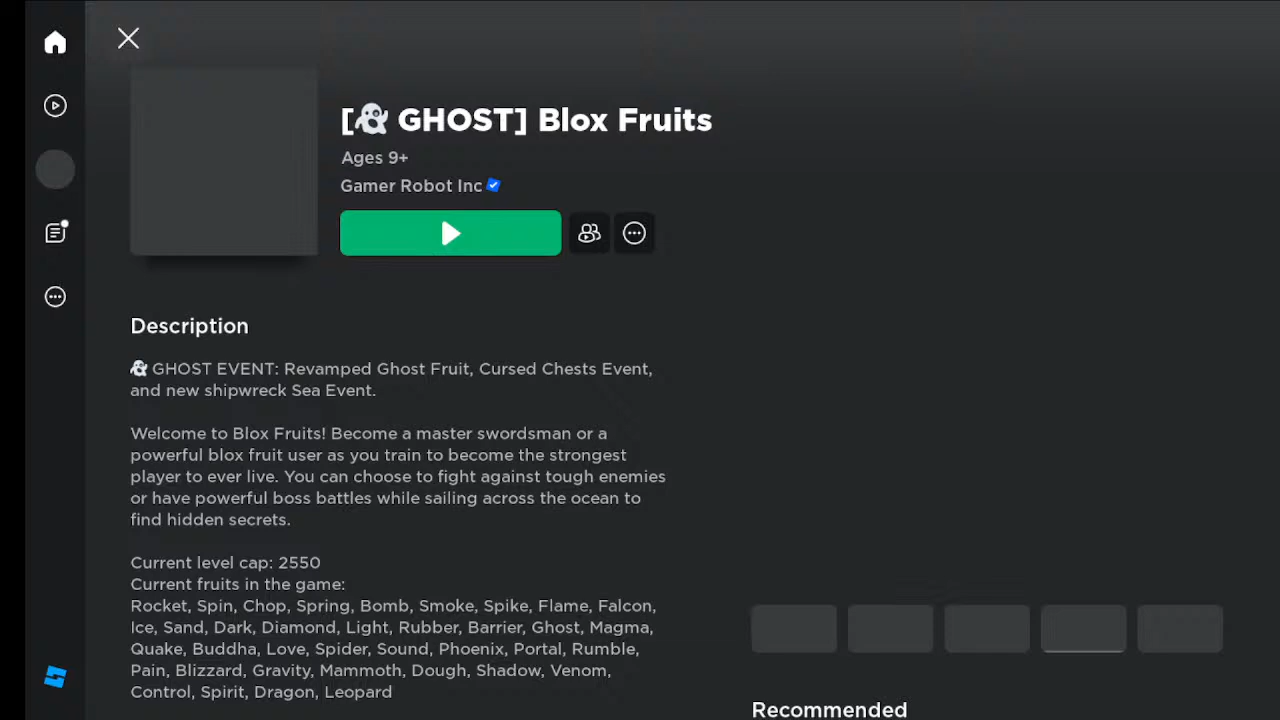 [👻 GHOST] Blox Fruits
Ages 9+
Gamer Robot Inc
Description
👻 GHOST EVENT: Revamped Ghost Fruit, Cursed Chests Event,
and new shipwreck Sea Event.
Welcome to Blox Fruits! Become a master swordsman or a
powerful blox fruit user as you train to become the strongest
player to ever live. You can choose to fight against tough enemies
or have powerful boss battles while sailing across the ocean to
find hidden secrets.
Current level cap: 2550
Current fruits in the game:
Rocket, Spin, Chop, Spring, Bomb, Smoke, Spike, Flame, Falcon,
Ice, Sand, Dark, Diamond, Light, Rubber, Barrier, Ghost, Magma,
Quake, Buddha, Love, Spider, Sound, Phoenix, Portal, Rumble,
Pain, Blizzard, Gravity, Mammoth, Dough, Shadow, Venom,
Control, Spirit, Dragon, Leopard
Recommended